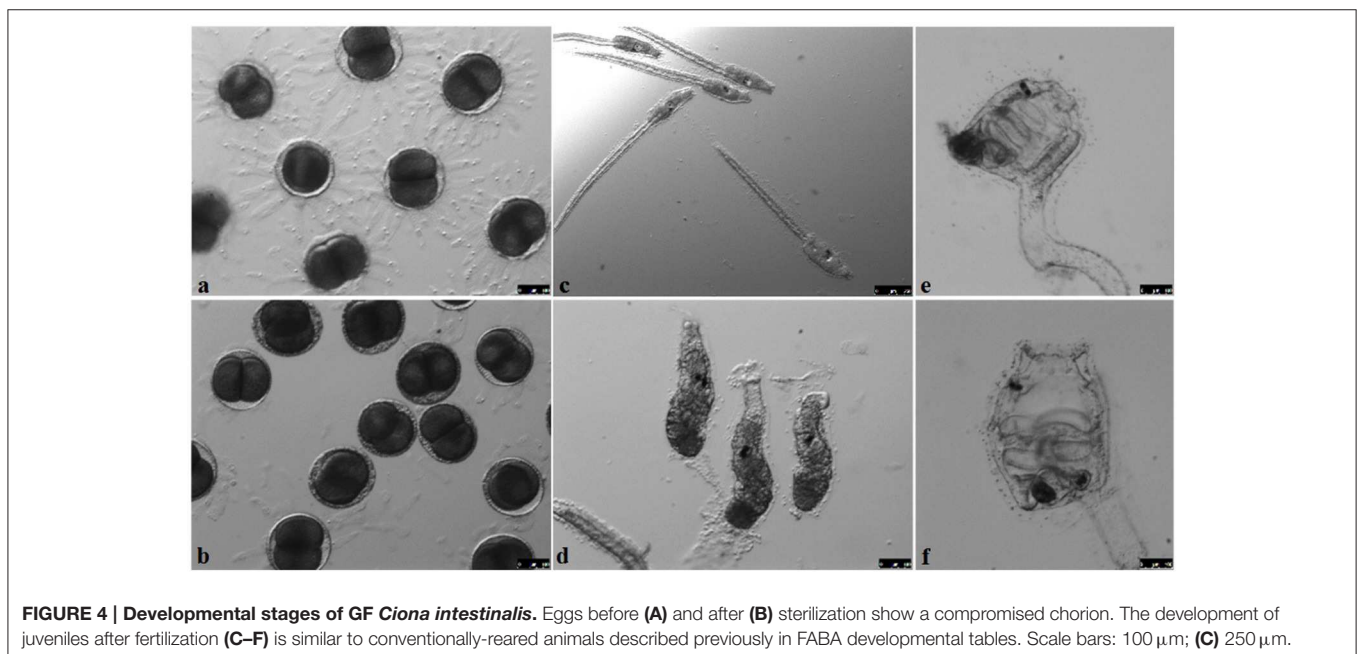 a
c
e
b
d
f
FIGURE 4 | Developmental stages of GF Ciona intestinalis. Eggs before (A) and after (B) sterilization show a compromised chorion. The development of
juveniles after fertilization (C–F) is similar to conventionally-reared animals described previously in FABA developmental tables. Scale bars: 100 μm; (C) 250 μm.